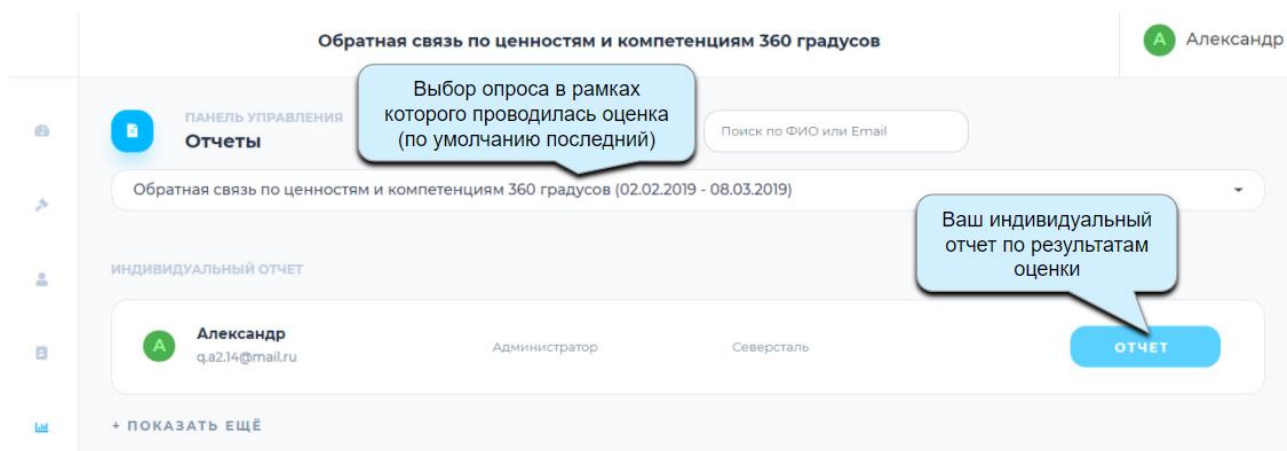 Обратная связь по ценностям и компетенциям 360 градусов
А Александр
Выбор опроса в рамках
которого проводилась оценка
(по умолчанию последний)
ПАНЕЛЬ УПРАВЛЕНИЯ
Отчеты
Поиск по ФИО или Email
Обратная связь по ценностям и компетенциям 360 градусов (02.02.2019 - 08.03.2019)
Ваш индивидуальный
отчет по результатам
оценки
ИНДИВИДУАЛЬНЫЙ ОТЧЕТ
А Александр
q.a2.14@mail.ru
Администратор
Северсталь
ОТЧЕТ
+ ПОКАЗАТЬ ЕЩЁ